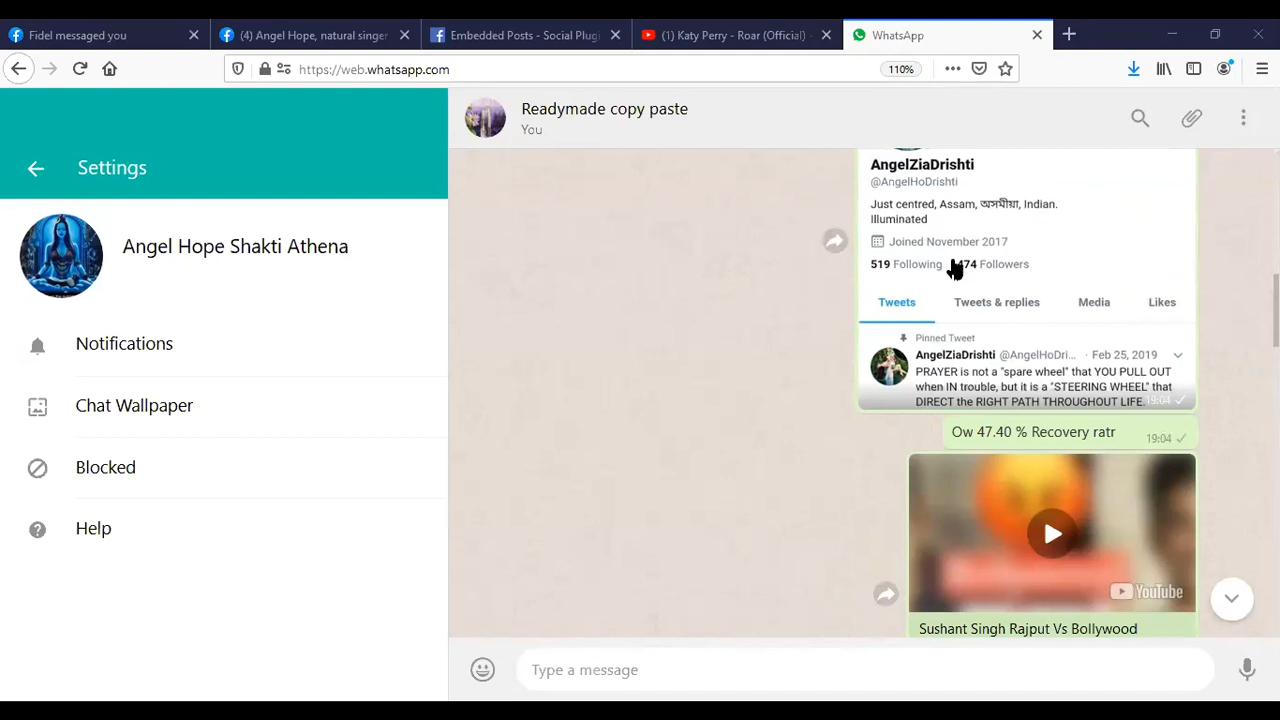 Fidel messaged you
(4) Angel Hope, natural singer
Embedded Posts - Social Plugi
(1) Katy Perry - Roar (Official)
WhatsApp
https://web.whatsapp.com
110%
Settings
Angel Hope Shakti Athena
Notifications
Chat Wallpaper
Blocked
Help
Readymade copy paste
You
AngelZiaDrishti
@AngelHoDrishti
Just centred, Assam, অসমীয়া, Indian.
Illuminated
Joined November 2017
519 Following 474 Followers
Tweets Tweets & replies Media Likes
Pinned Tweet
AngelZiaDrishti @AngelHoDri... · Feb 25, 2019
PRAYER is not a "spare wheel" that YOU PULL OUT
when IN trouble, but it is a "STEERING WHEEL" that
DIRECT the RIGHT PATH THROUGHOUT LIFE.
19:04
Ow 47.40 % Recovery ratr
19:04
YouTube
Sushant Singh Rajput Vs Bollywood
Type a message